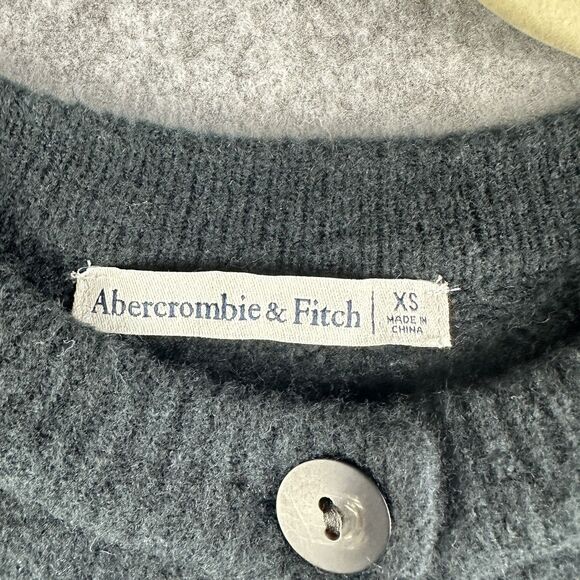 Abercrombie & Fitch
XS
MADE IN
CHINA